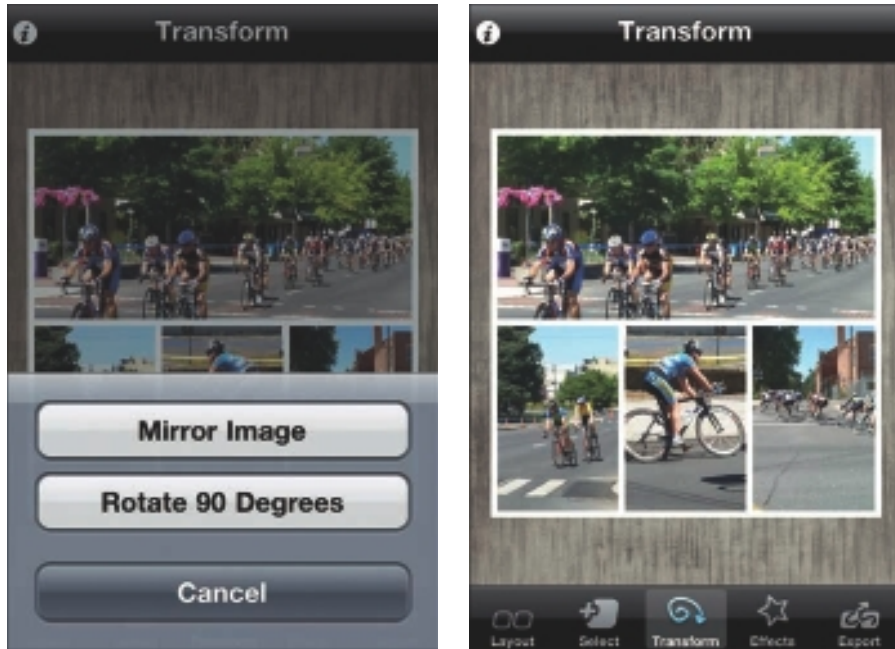 Transform
Mirror Image
Rotate 90 Degrees
Cancel
Transform
Layout
Select
Transform
Effects
Export